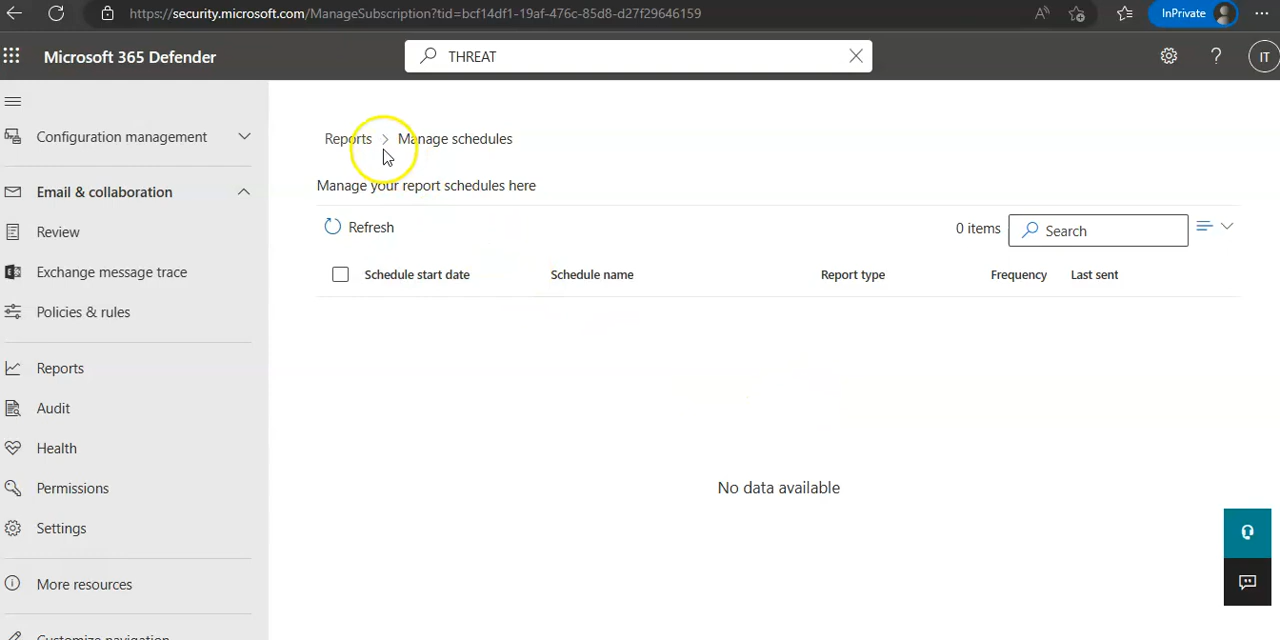 https://security.microsoft.com/ManageSubscription?tid=bcf14df1-19af-476c-85d8-d27f29646159
InPrivate
Microsoft 365 Defender
THREAT
IT
Configuration management
Email & collaboration
Review
Exchange message trace
Policies & rules
Reports
Audit
Health
Permissions
Settings
More resources
Customize navigation
Reports > Manage schedules
Manage your report schedules here
Refresh
0 items
Search
Schedule start date Schedule name Report type Frequency Last sent
No data available